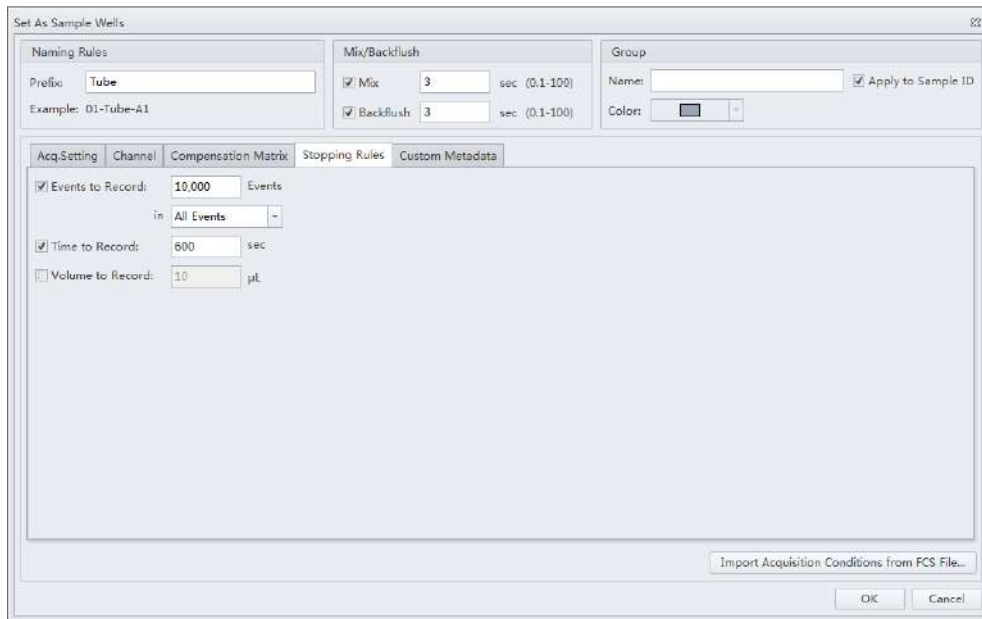 Set As Sample Wells
Naming Rules
Prefix: Tube
Example: 01-Tube-A1
Mix/Backflush
Mix 3 sec (0.1-100)
Backflush 3 sec (0.1-100)
Group
Name: Apply to Sample ID
Color:
Acq.Setting Channel Compensation Matrix Stopping Rules Custom Metadata
Events to Record: 10,000 Events
in All Events
Time to Record: 600 sec
Volume to Record: 10 µL
Import Acquisition Conditions from FCS File...
OK Cancel